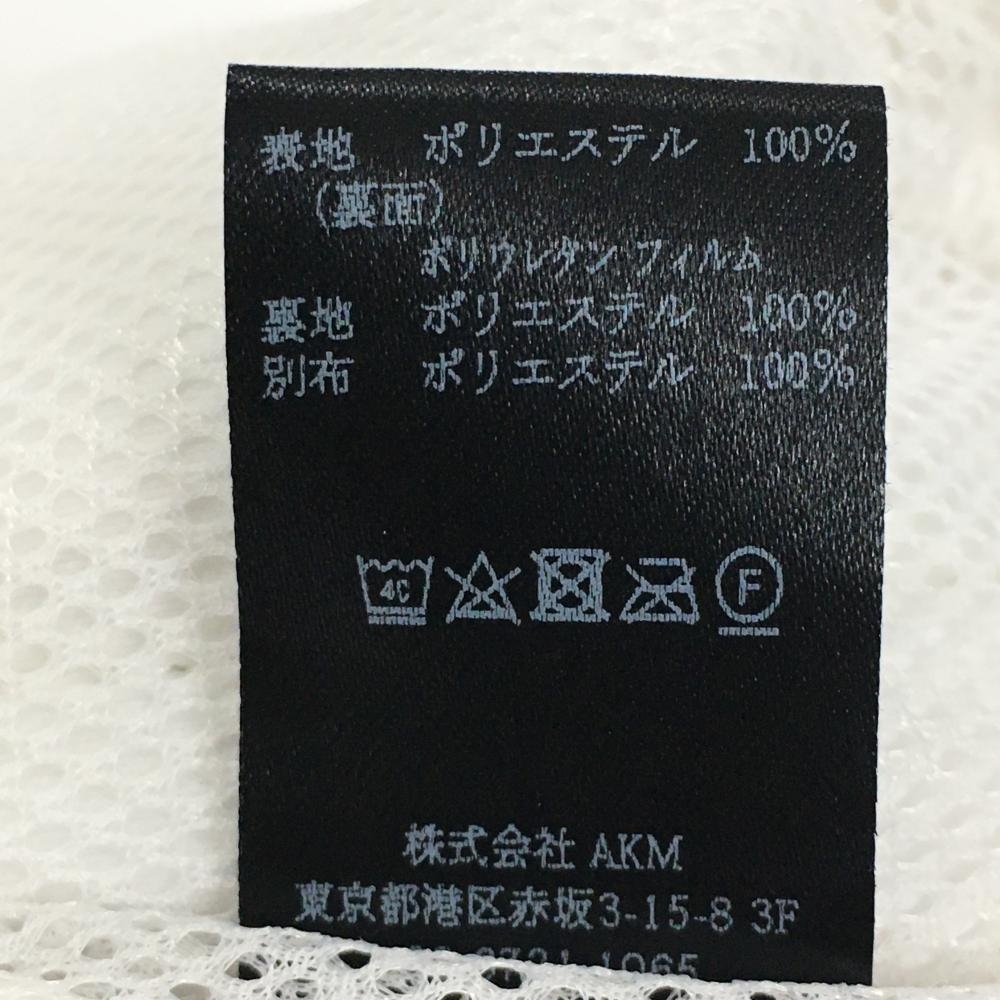 表地 ポリエステル 100%
(裏面)
ポリウレタン フィルム
裏地 ポリエステル 100%
別布 ポリエステル 100%
40 F
株式会社 AKM
東京都港区赤坂3-15-8 3F
1065